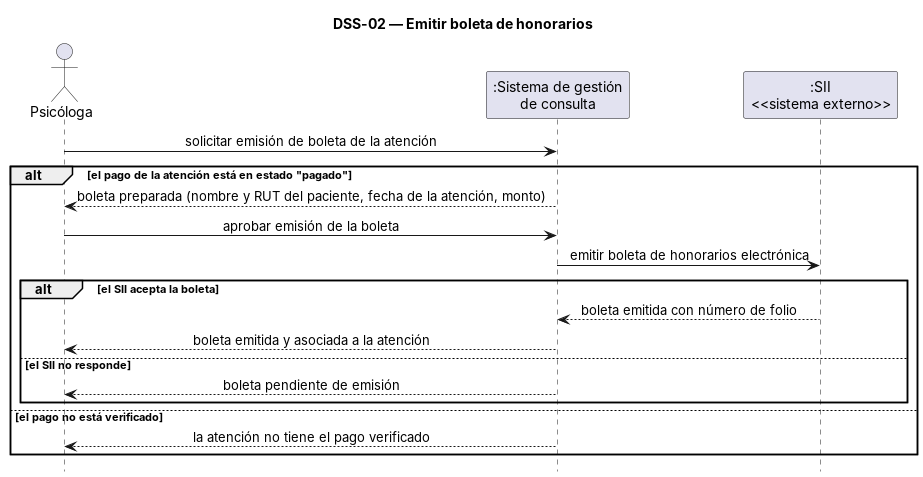 DSS-02 — Emitir boleta de honorarios
Psicóloga
:Sistema de gestión
de consulta
:SII
<<sistema externo>>
solicitar emisión de boleta de la atención
alt
[el pago de la atención está en estado "pagado"]
boleta preparada (nombre y RUT del paciente, fecha de la atención, monto)
aprobar emisión de la boleta
emitir boleta de honorarios electrónica
alt
[el SII acepta la boleta]
boleta emitida con número de folio
boleta emitida y asociada a la atención
[el SII no responde]
boleta pendiente de emisión
[el pago no está verificado]
la atención no tiene el pago verificado